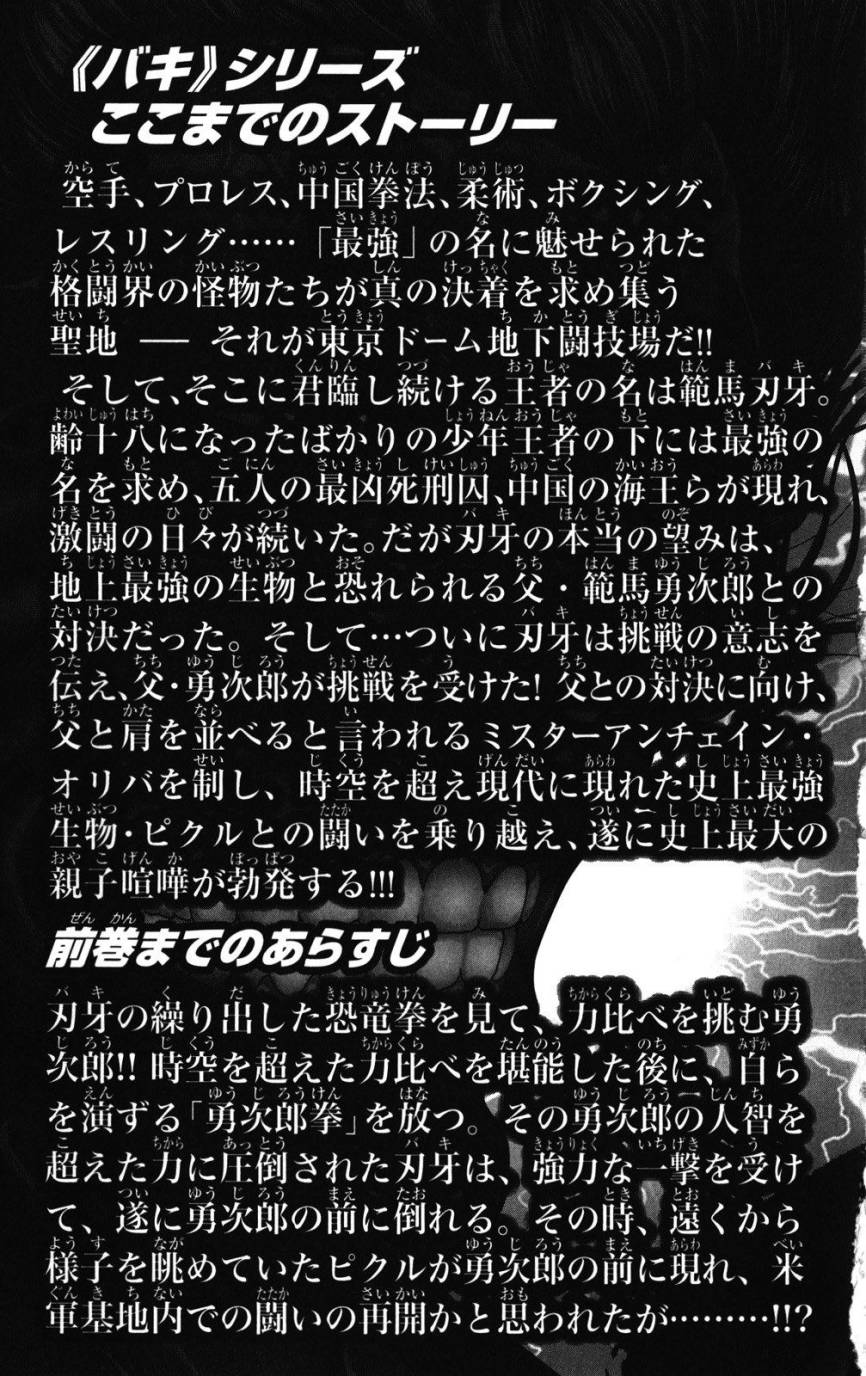 《バキ》シリーズ
ここまでのストーリー
空手、プロレス、中国拳法、柔術、ボクシング、
レスリング……「最強」の名に魅せられた
格闘界の怪物たちが真の決着を求め集う
聖地 ── それが東京ドーム地下闘技場だ!!
そして、そこに君臨し続ける王者の名は範馬刃牙。
齢十八になったばかりの少年王者の下には最強の
名を求め、五人の最凶死刑囚、中国の海王らが現れ、
激闘の日々が続いた。だが刃牙の本当の望みは、
地上最強の生物と恐れられる父・範馬勇次郎との
対決だった。そして…ついに刃牙は挑戦の意志を
伝え、父・勇次郎が挑戦を受けた! 父との対決に向け、
父と肩を並べると言われるミスターアンチェイン・
オリバを制し、時空を超え現代に現れた史上最強
生物・ピクルとの闘いを乗り越え、遂に史上最大の
親子喧嘩が勃発する!!!
前巻までのあらすじ
刃牙の繰り出した恐竜拳を見て、力比べを挑む勇
次郎!! 時空を超えた力比べを堪能した後に、自ら
を演ずる「勇次郎拳」を放つ。その勇次郎の人智を
超えた力に圧倒された刃牙は、強力な一撃を受け
て、遂に勇次郎の前に倒れる。その時、遠くから
様子を眺めていたピクルが勇次郎の前に現れ、米
軍基地内での闘いの再開かと思われたが………!!?